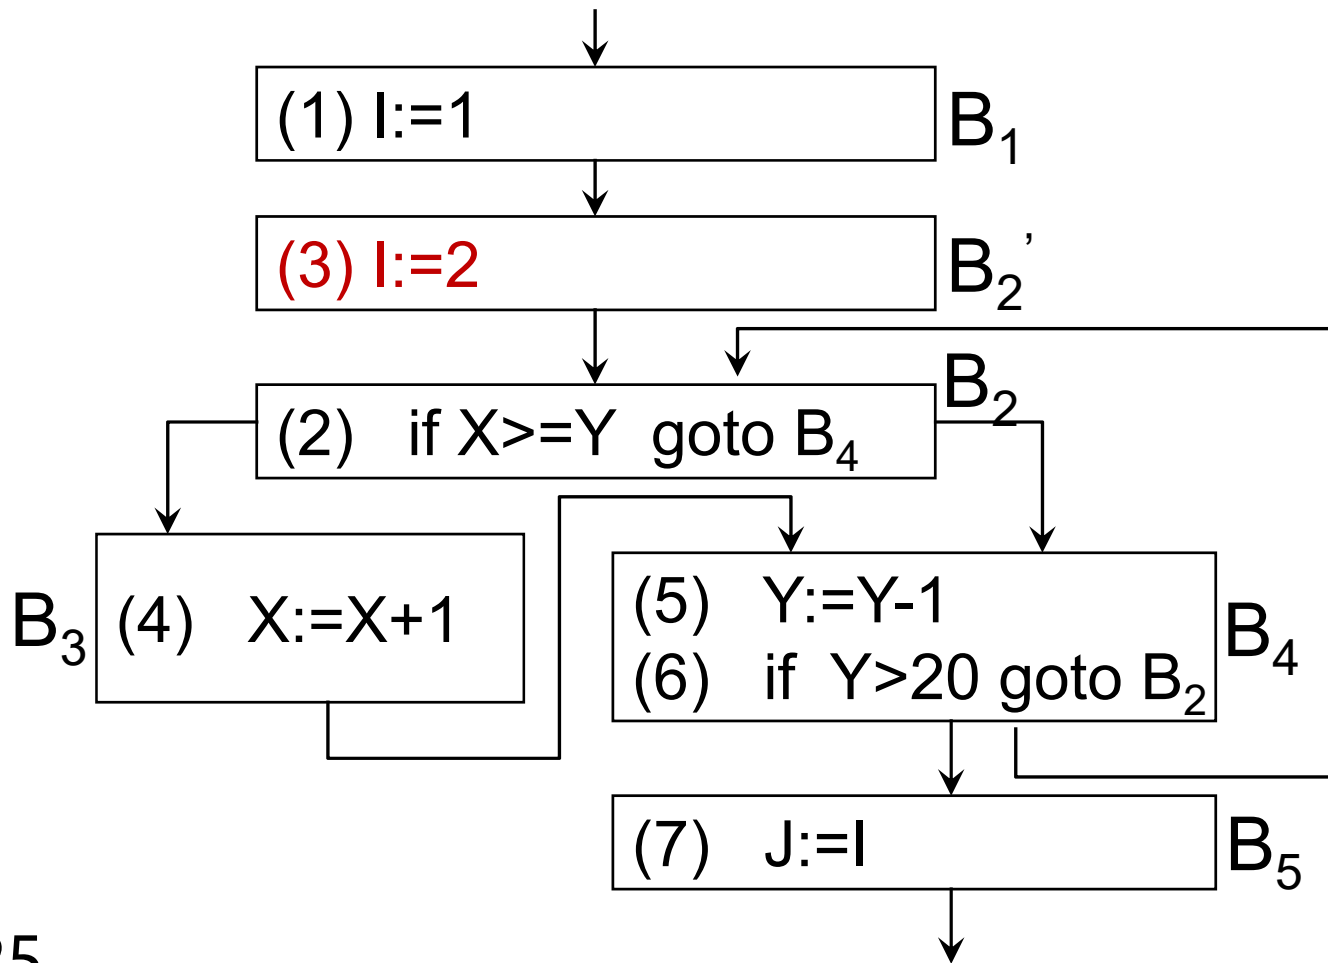 (1) I:=1 B₁
(3) I:=2 B₂’
B₂
(2) if X>=Y goto B₄
B₃ (4) X:=X+1
(5) Y:=Y-1
(6) if Y>20 goto B₂
B₄
(7) J:=I B₅